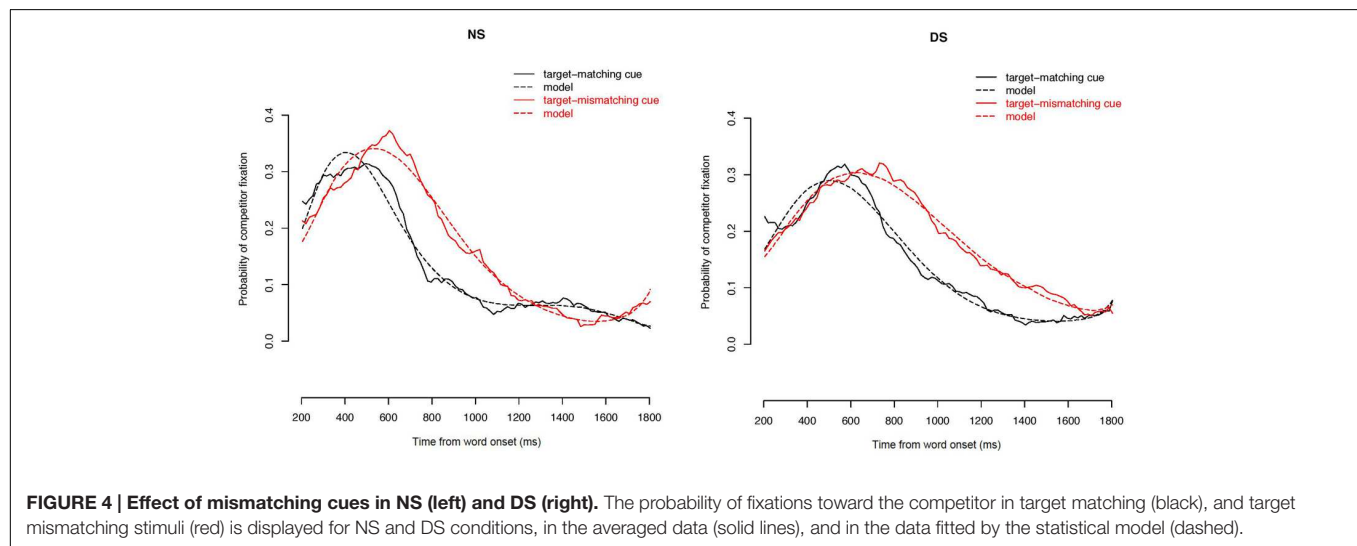 NS
target−matching cue
model
target−mismatching cue
model
Probability of competitor fixation
0.4
0.3
0.2
0.1
0.0
200 400 600 800 1000 1200 1400 1600 1800
Time from word onset (ms)
DS
target−matching cue
model
target−mismatching cue
model
Probability of competitor fixation
0.4
0.3
0.2
0.1
0.0
200 400 600 800 1000 1200 1400 1600 1800
Time from word onset (ms)
FIGURE 4 | Effect of mismatching cues in NS (left) and DS (right). The probability of fixations toward the competitor in target matching (black), and target
mismatching stimuli (red) is displayed for NS and DS conditions, in the averaged data (solid lines), and in the data fitted by the statistical model (dashed).